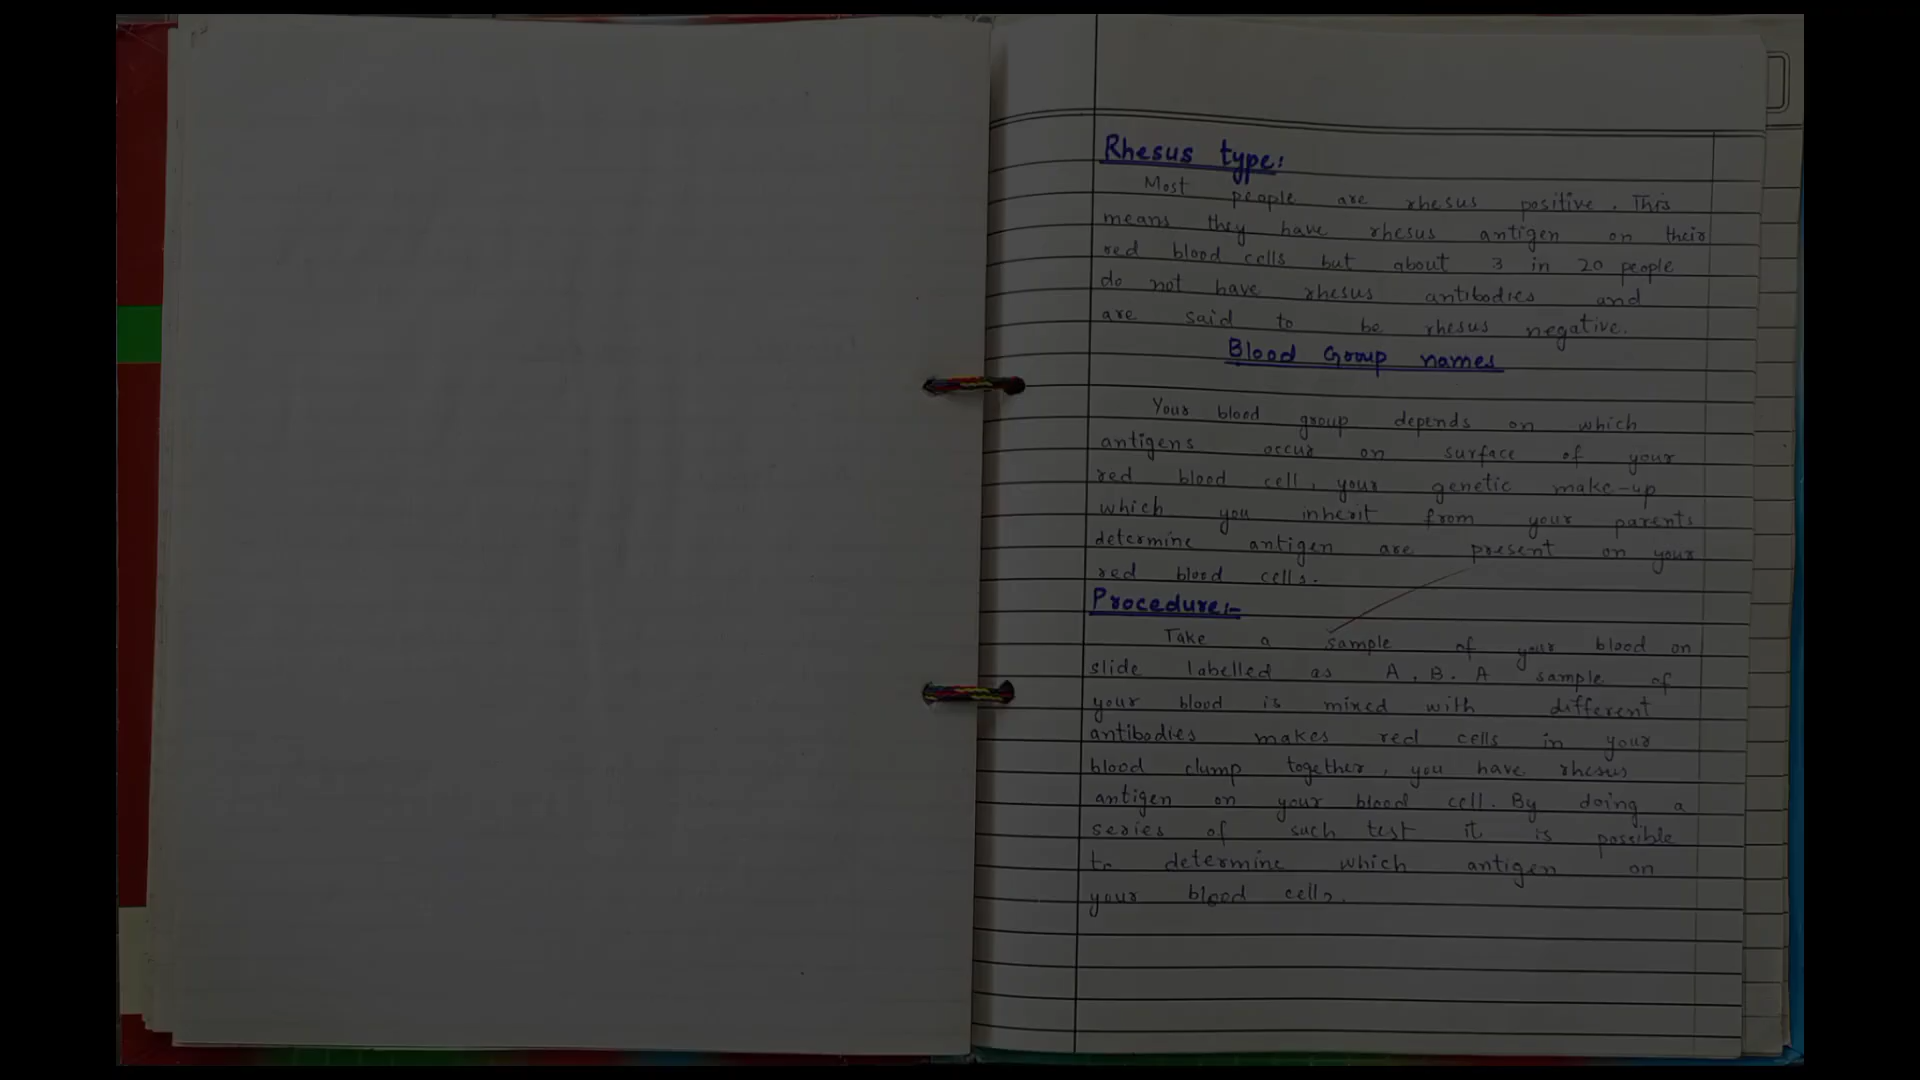 Rhesus type:
Most people are rhesus positive. This
means they have rhesus antigen on their
red blood cells but about 3 in 20 people
do not have rhesus antibodies and
are said to be rhesus negative.
Blood Group names
Your blood group depends on which
antigens occur on surface of your
red blood cell, your genetic make-up
which you inherit from your parents
determine antigen are present on your
red blood cells.
Procedure:-
Take a sample of your blood on
slide labelled as A, B. A sample of
your blood is mixed with different
antibodies makes red cells in your
blood clump together, you have rhesus
antigen on your blood cell. By doing a
series of such test it is possible
to determine which antigen on
your blood cells.